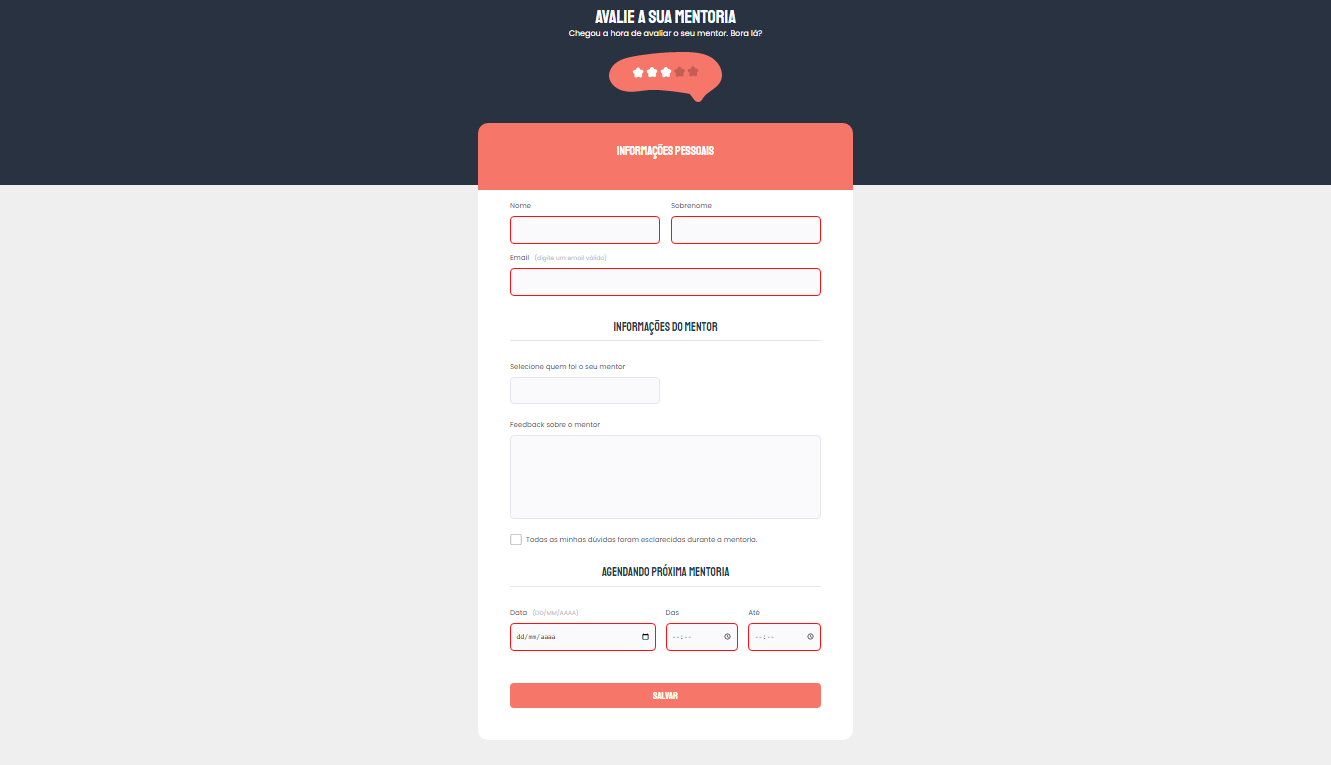 AVALIE A SUA MENTORIA
Chegou a hora de avaliar o seu mentor. Bora lá?
INFORMAÇÕES PESSOAIS
Nome Sobrenome
Email (digite um email válido)
INFORMAÇÕES DO MENTOR
Selecione quem foi o seu mentor
Feedback sobre o mentor
Todas as minhas dúvidas foram esclarecidas durante a mentoria.
AGENDANDO PRÓXIMA MENTORIA
Data (DD/MM/AAAA) Das Até
dd/mm/aaaa --:-- --:--
SALVAR